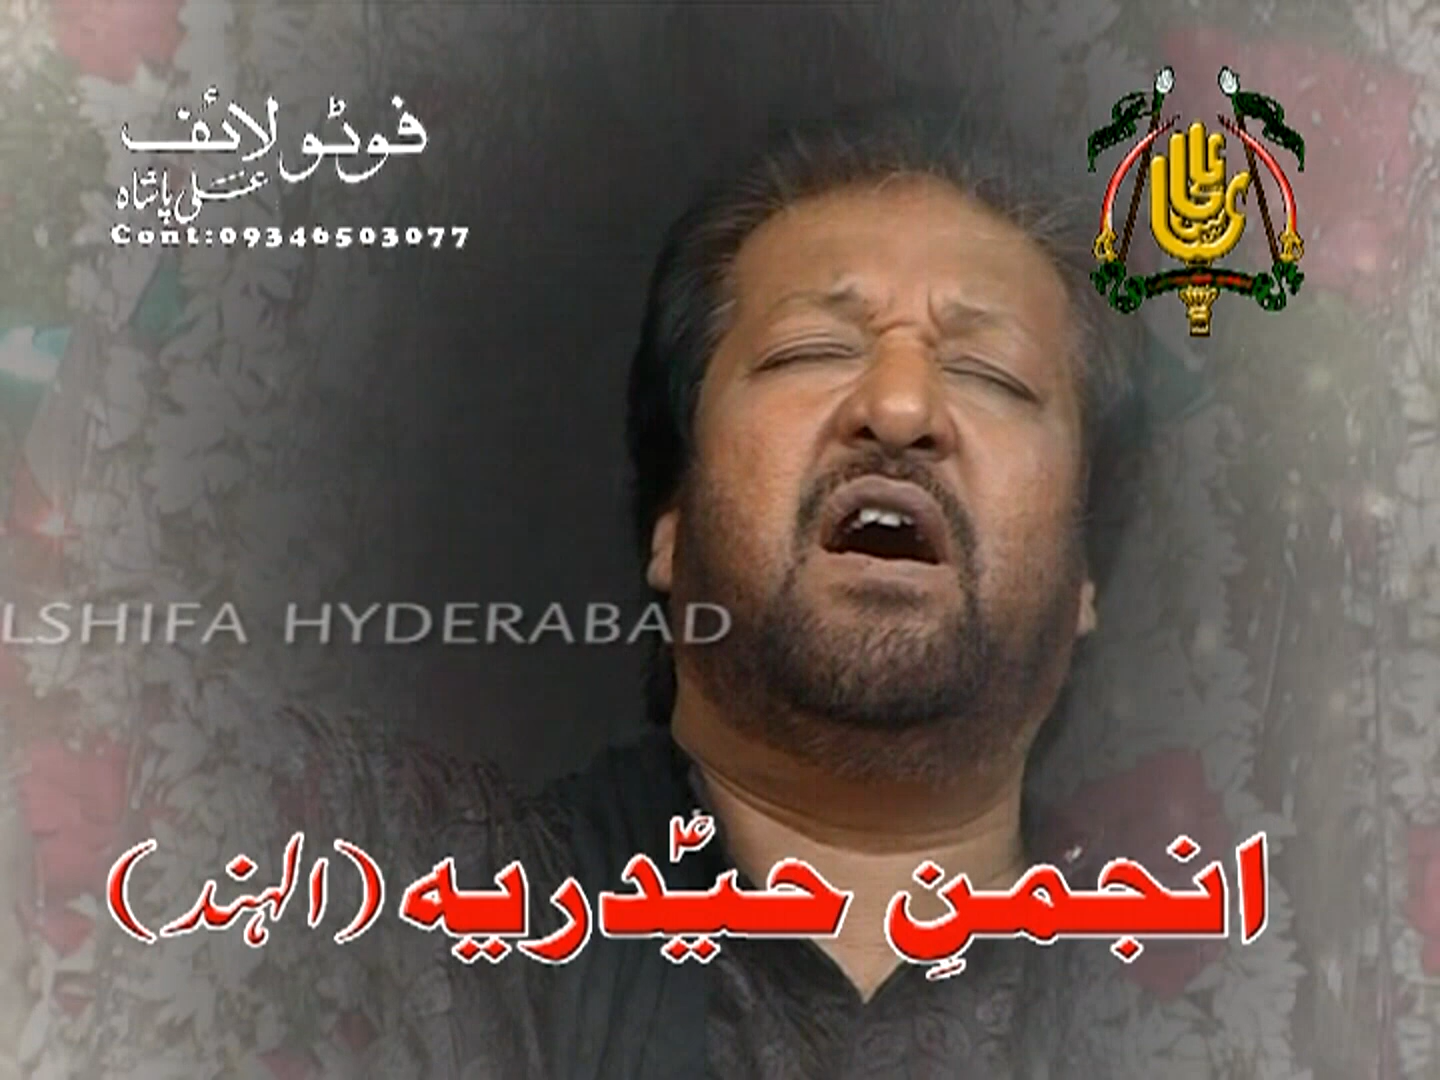 فوٹو لائف
علی پاشاہ
Cont:09346503077
LSHIFA HYDERABAD
انجمنِ حیدریہ (الہند)